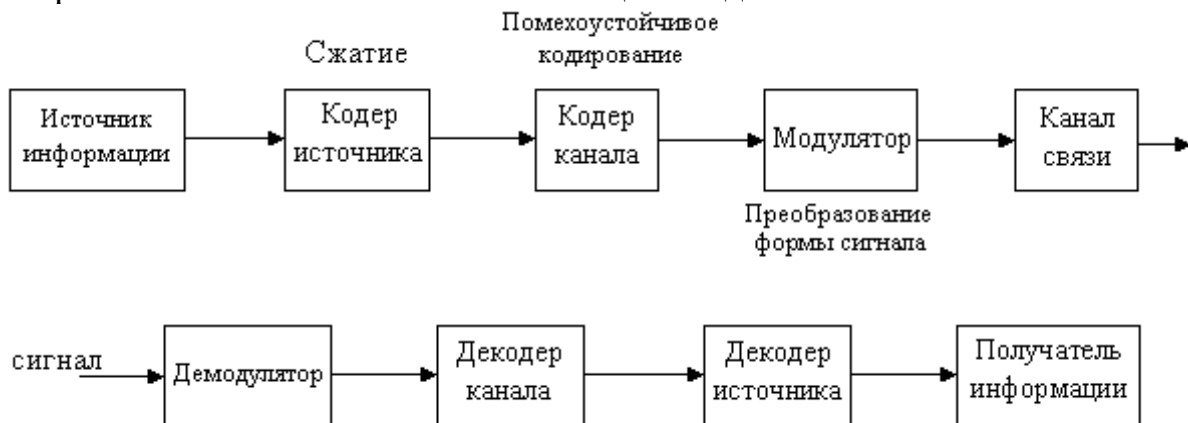 Помехоустойчивое
кодирование
Сжатие
Источник
информации
Кодер
источника
Кодер
канала
Модулятор
Канал
связи
Преобразование
формы сигнала
сигнал
Демодулятор
Декодер
канала
Декодер
источника
Получатель
информации